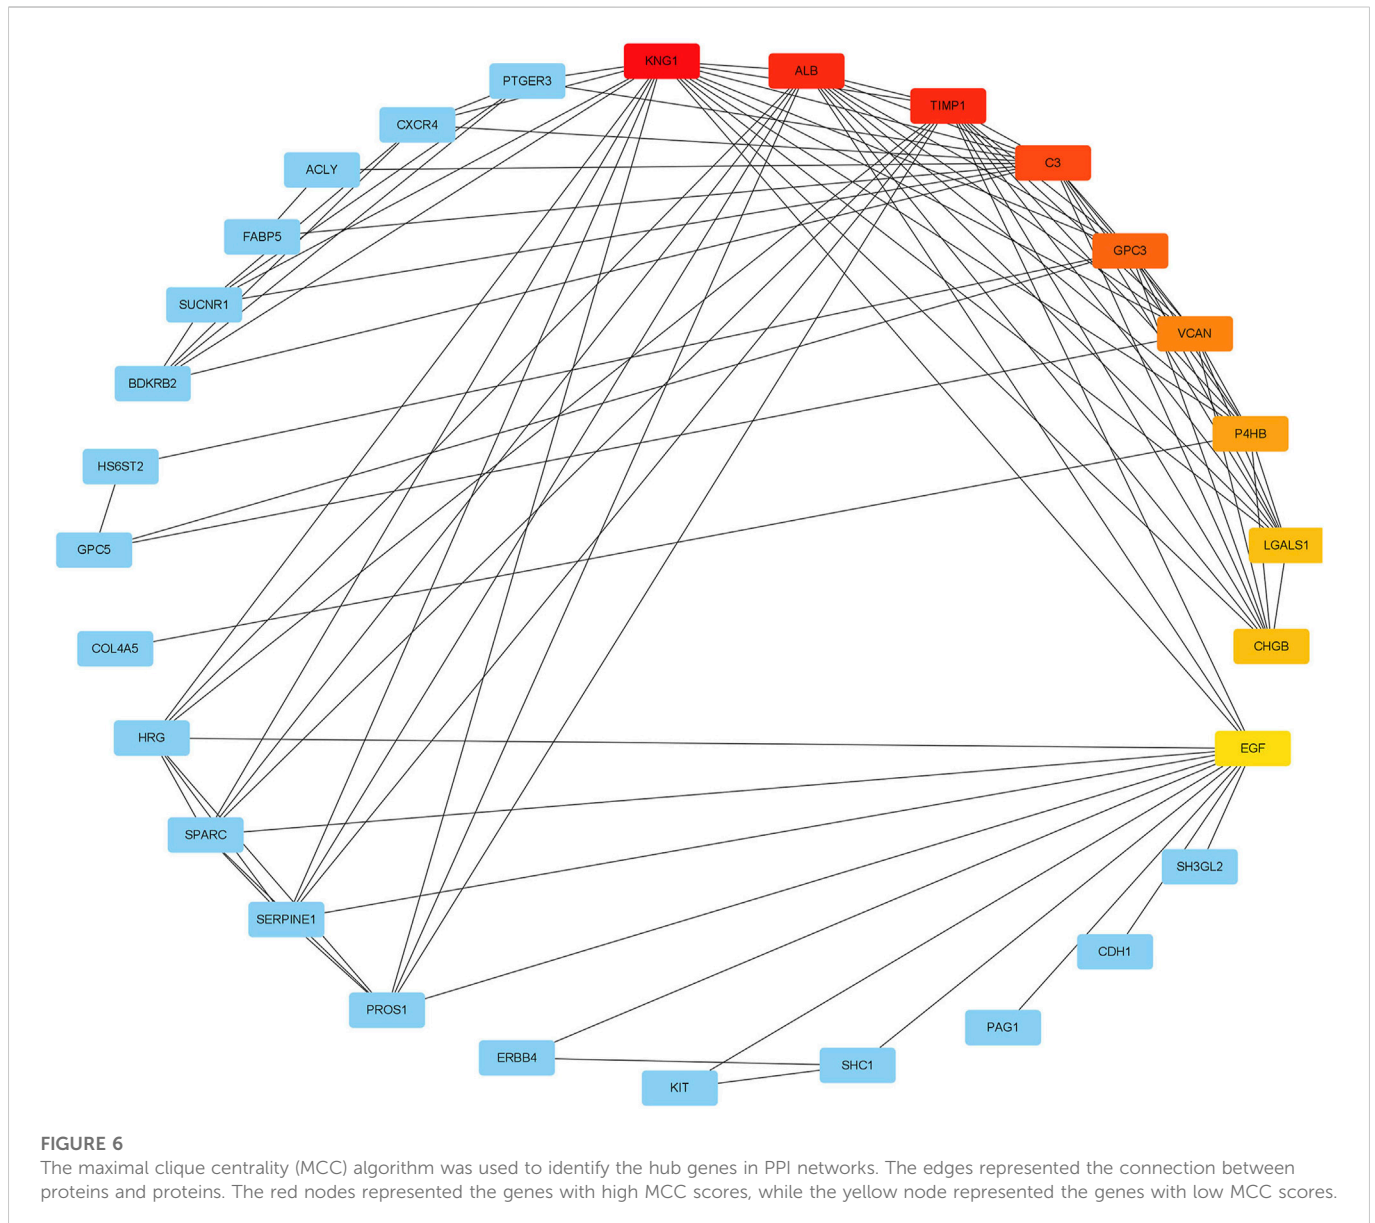 KNG1
ALB
PTGER3
TIMP1
CXCR4
C3
ACLY
FABP5
GPC3
SUCNR1
VCAN
BDKRB2
P4HB
HS6ST2
GPC5
LGALS1
COL4A5
CHGB
HRG
EGF
SPARC
SH3GL2
SERPINE1
CDH1
PROS1
PAG1
ERBB4
SHC1
KIT
FIGURE 6
The maximal clique centrality (MCC) algorithm was used to identify the hub genes in PPI networks. The edges represented the connection between
proteins and proteins. The red nodes represented the genes with high MCC scores, while the yellow node represented the genes with low MCC scores.